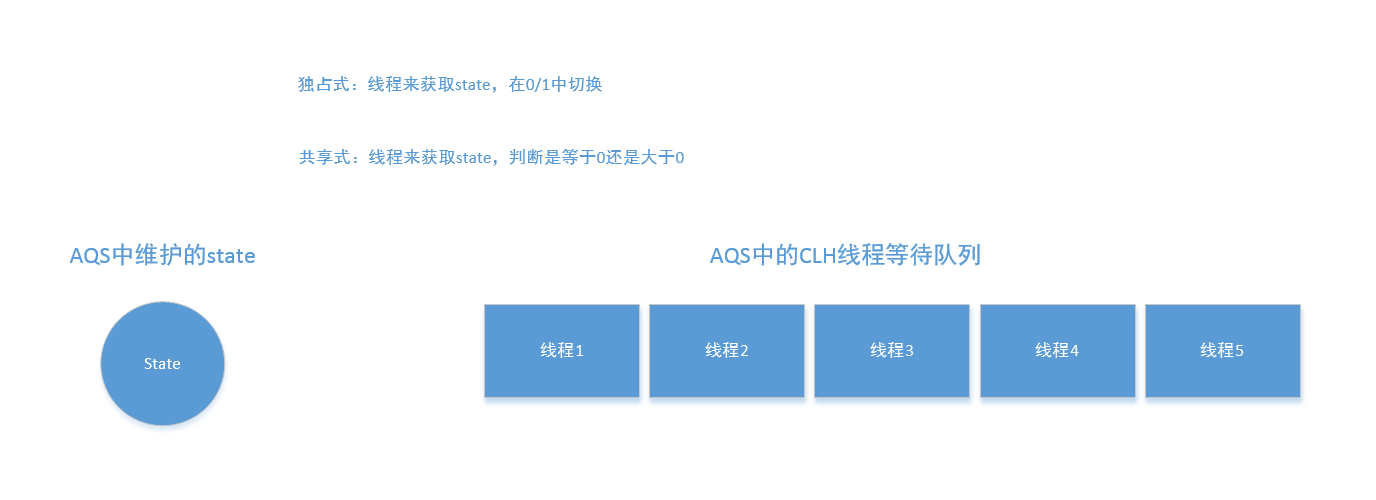 独占式：线程来获取state，在0/1中切换
共享式：线程来获取state，判断是等于0还是大于0
AQS中维护的state
AQS中的CLH线程等待队列
State
线程1
线程2
线程3
线程4
线程5